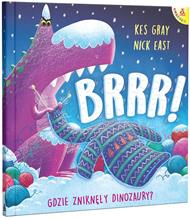 KES GRAY
NICK EAST
BRRR!
GDZIE ZNIKNĘŁY DINOZAURY?